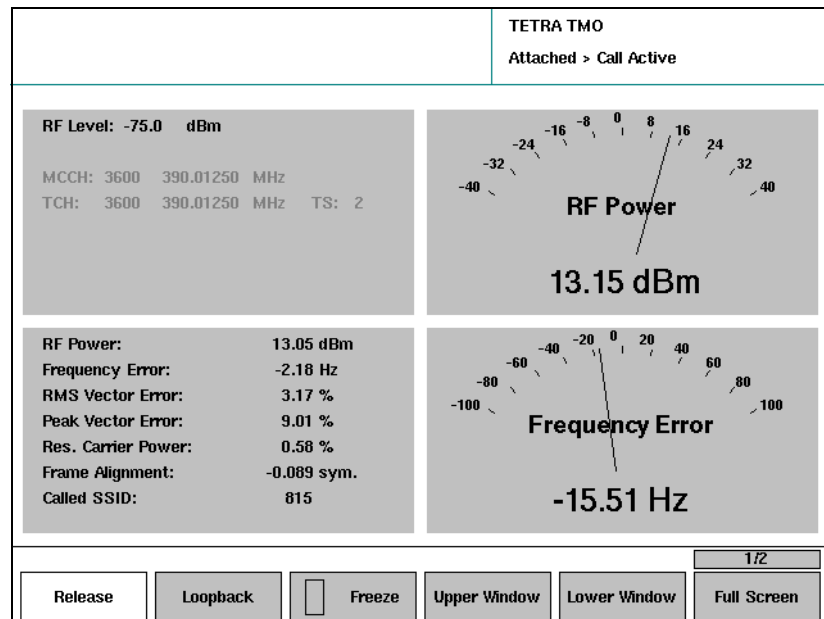 TETRA TMO
Attached > Call Active
RF Level: -75.0 dBm
MCCH: 3600 390.01250 MHz
TCH: 3600 390.01250 MHz TS: 2
-40 -32 -24 -16 -8 0 8 16 24 32 40
RF Power
13.15 dBm
RF Power: 13.05 dBm
Frequency Error: -2.18 Hz
RMS Vector Error: 3.17 %
Peak Vector Error: 9.01 %
Res. Carrier Power: 0.58 %
Frame Alignment: -0.089 sym.
Called SSID: 815
-100 -80 -60 -40 -20 0 20 40 60 80 100
Frequency Error
-15.51 Hz
1/2
Release Loopback Freeze Upper Window Lower Window Full Screen